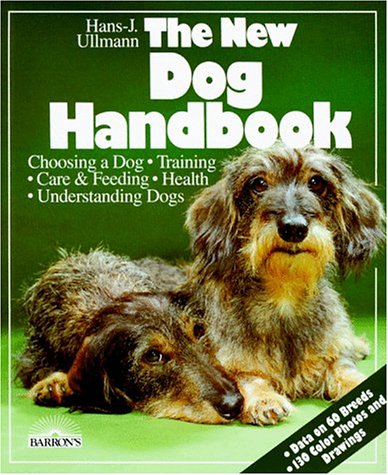 Hans-J.
Ullmann
The New
Dog
Handbook
Choosing a Dog • Training
• Care & Feeding • Health
• Understanding Dogs
• Data on 60 Breeds
• 130 Color Photos and
Drawings
BARRON'S